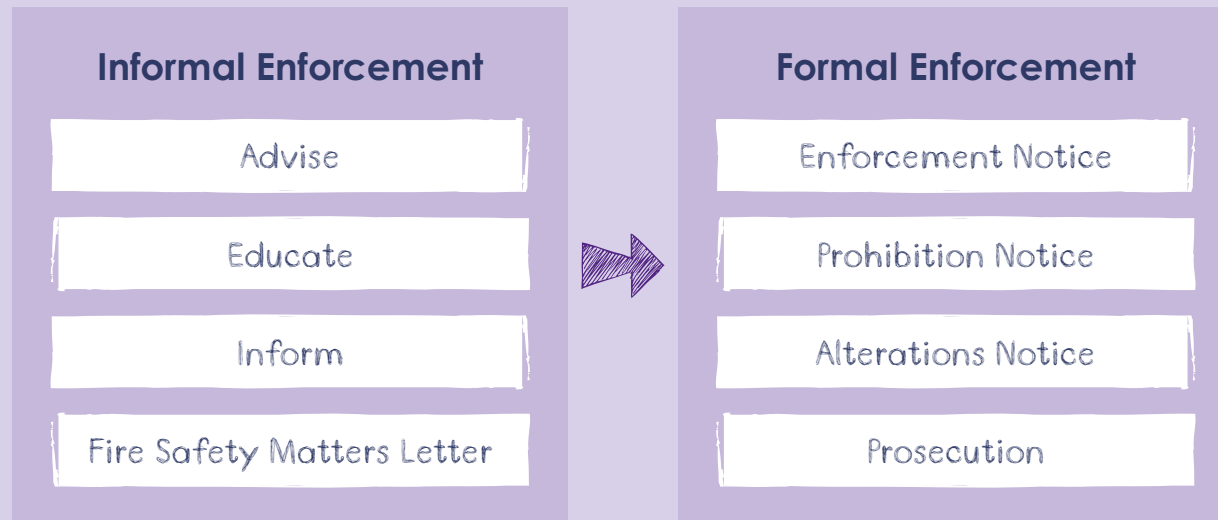 Informal Enforcement
Advise
Educate
Inform
Fire Safety Matters Letter
Formal Enforcement
Enforcement Notice
Prohibition Notice
Alterations Notice
Prosecution